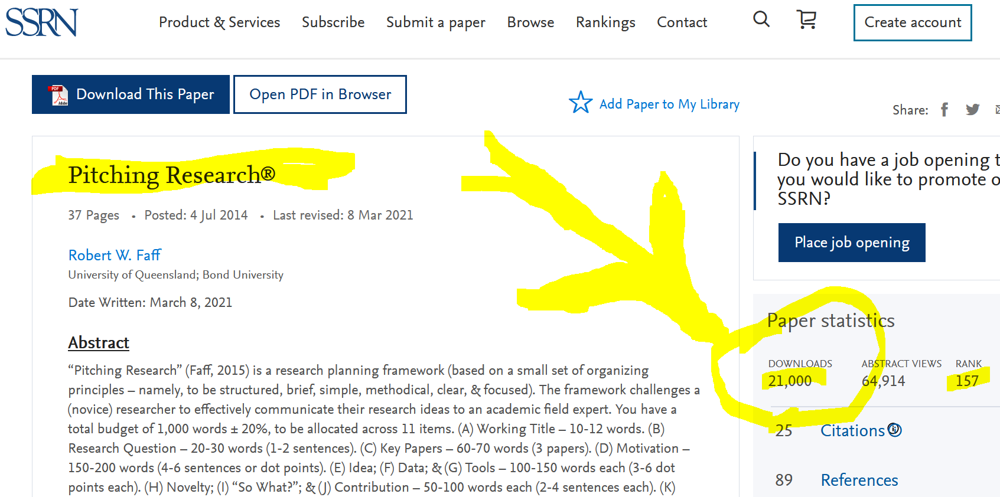 SSRN
Product & Services Subscribe Submit a paper Browse Rankings Contact Create account
Download This Paper
Open PDF in Browser
Add Paper to My Library
Share:
Pitching Research®
37 Pages • Posted: 4 Jul 2014 • Last revised: 8 Mar 2021
Robert W. Faff
University of Queensland; Bond University
Date Written: March 8, 2021
Abstract
“Pitching Research” (Faff, 2015) is a research planning framework (based on a small set of organizing
principles – namely, to be structured, brief, simple, methodical, clear, & focused). The framework challenges a
(novice) researcher to effectively communicate their research ideas to an academic field expert. You have a
total budget of 1,000 words ± 20%, to be allocated across 11 items. (A) Working Title – 10-12 words. (B)
Research Question – 20-30 words (1-2 sentences). (C) Key Papers – 60-70 words (3 papers). (D) Motivation –
150-200 words (4-6 sentences or dot points). (E) Idea; (F) Data; & (G) Tools – 100-150 words each (3-6 dot
points each). (H) Novelty; (I) “So What?”; & (J) Contribution – 50-100 words each (2-4 sentences each). (K)
Do you have a job opening t
you would like to promote o
SSRN?
Place job opening
Paper statistics
DOWNLOADS ABSTRACT VIEWS RANK
21,000 64,914 157
25 Citations
89 References